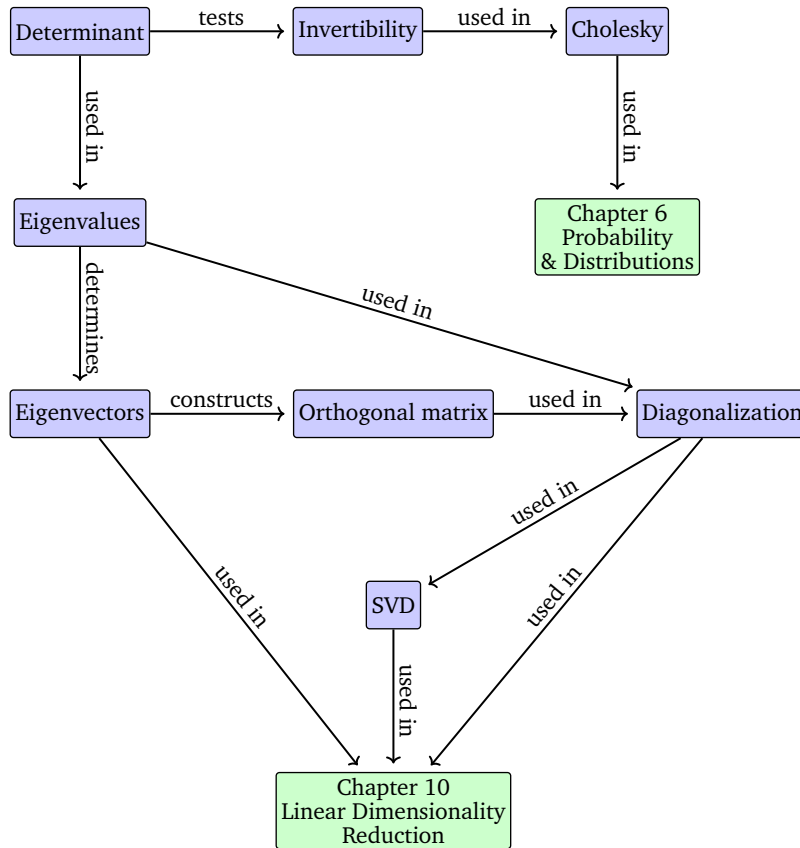 Determinant
tests
Invertibility
used in
Cholesky
used in
used in
Eigenvalues
Chapter 6
Probability
& Distributions
determines
used in
Eigenvectors
constructs
Orthogonal matrix
used in
Diagonalization
used in
used in
used in
SVD
used in
Chapter 10
Linear Dimensionality
Reduction